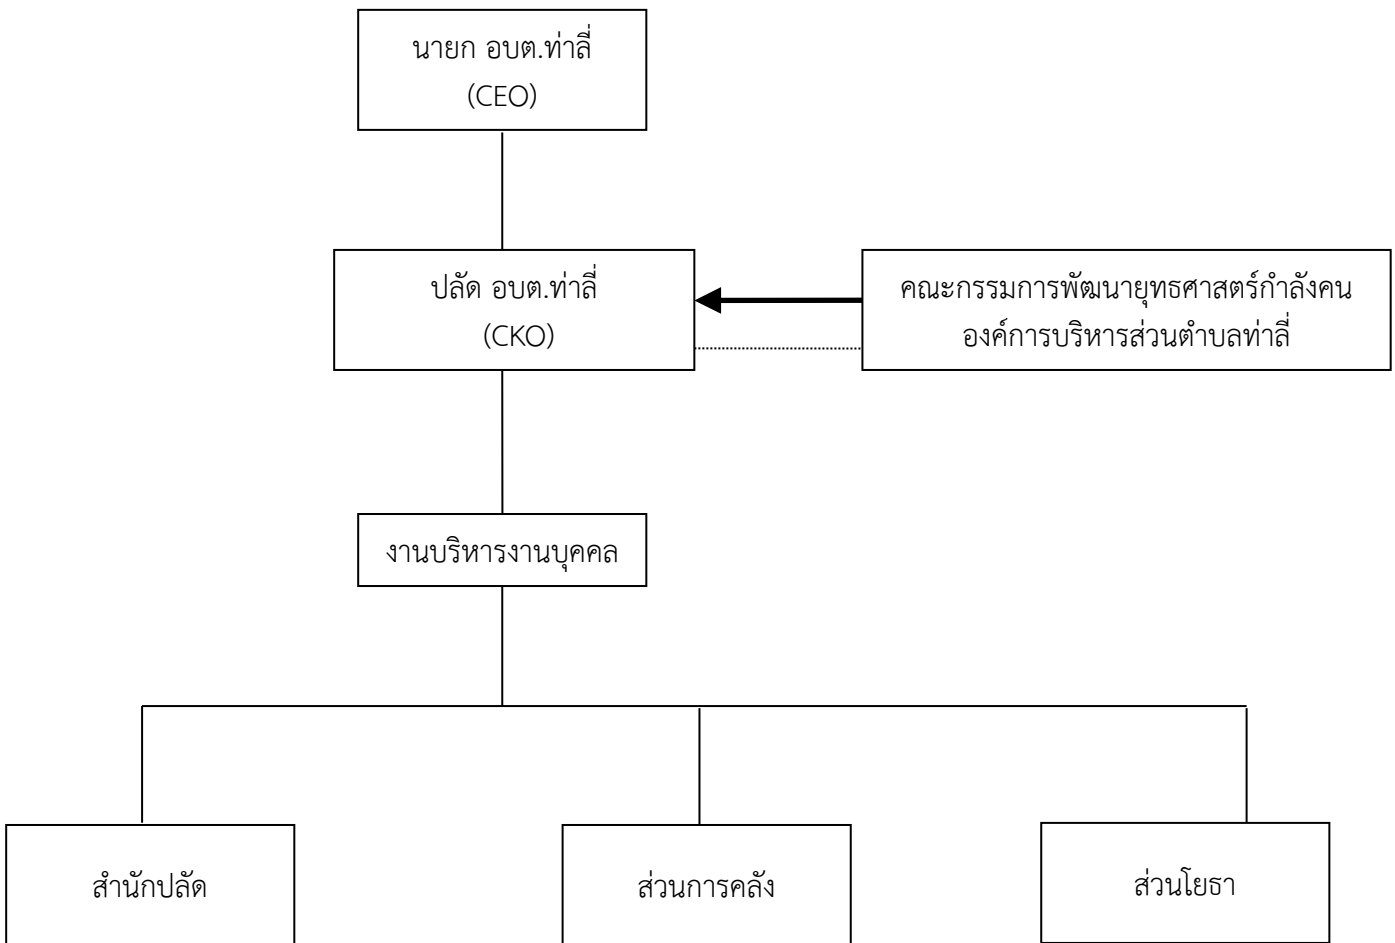 นายก อบต.ท่าลี่
(CEO)
ปลัด อบต.ท่าลี่
(CKO)
คณะกรรมการพัฒนายุทธศาสตร์กำลังคน
องค์การบริหารส่วนตำบลท่าลี่
งานบริหารงานบุคคล
สำนักปลัด
ส่วนการคลัง
ส่วนโยธา